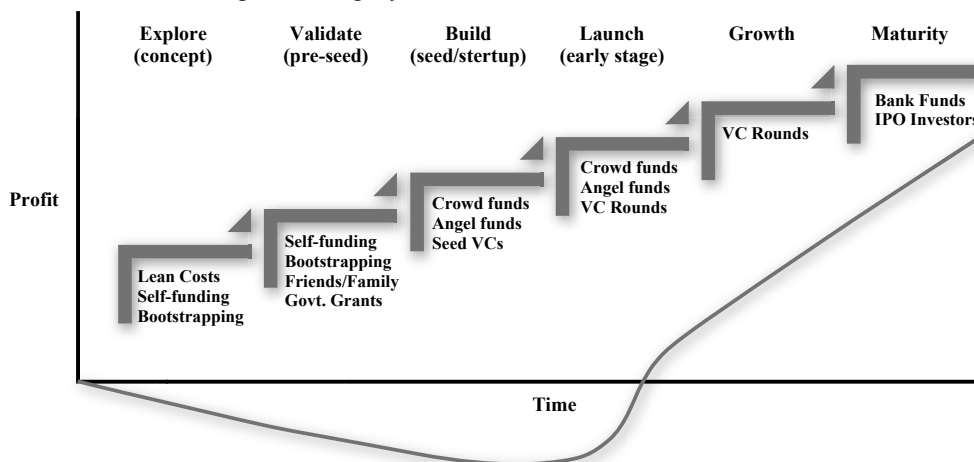 Explore
(concept)
Validate
(pre-seed)
Build
(seed/stertup)
Launch
(early stage)
Growth
Maturity
Profit
Lean Costs
Self-funding
Bootstrapping
Self-funding
Bootstrapping
Friends/Family
Govt. Grants
Crowd funds
Angel funds
Seed VCs
Crowd funds
Angel funds
VC Rounds
VC Rounds
Bank Funds
IPO Investors
Time